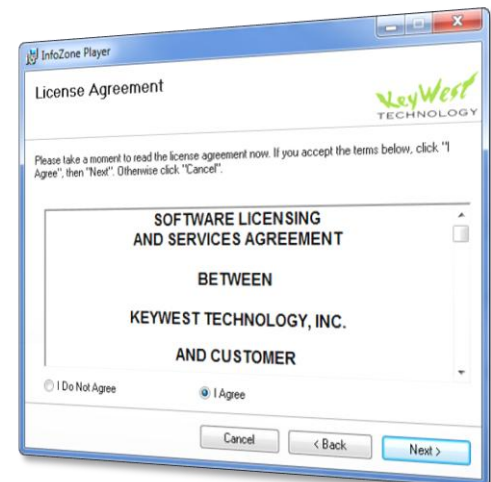 InfoZone Player
License Agreement
KeyWest
TECHNOLOGY
Please take a moment to read the license agreement now. If you accept the terms below, click "I
Agree", then "Next". Otherwise click "Cancel".
SOFTWARE LICENSING
AND SERVICES AGREEMENT
BETWEEN
KEYWEST TECHNOLOGY, INC.
AND CUSTOMER
I Do Not Agree
I Agree
Cancel
< Back
Next >